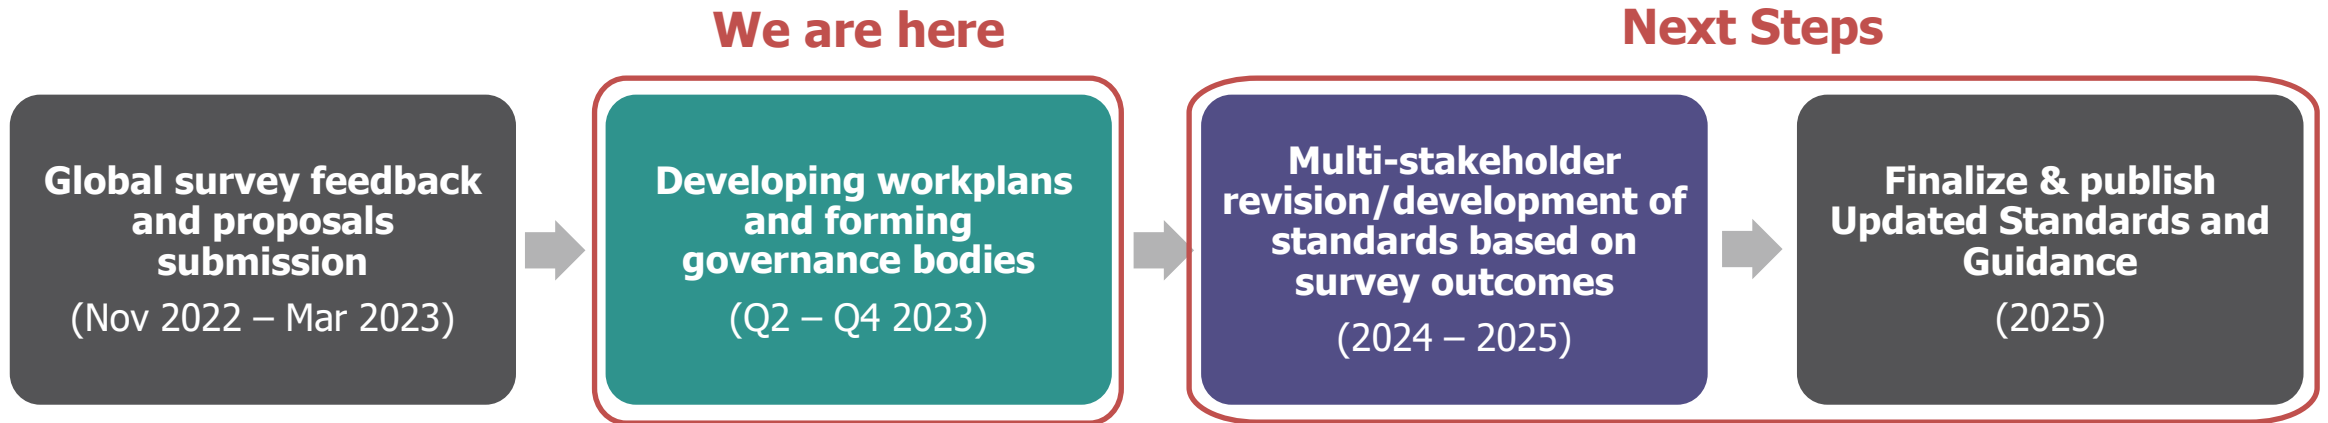 We are here
Next Steps
Global survey feedback
and proposals
submission
(Nov 2022 – Mar 2023)
Developing workplans
and forming
governance bodies
(Q2 – Q4 2023)
Multi-stakeholder
revision/development of
standards based on
survey outcomes
(2024 – 2025)
Finalize & publish
Updated Standards and
Guidance
(2025)